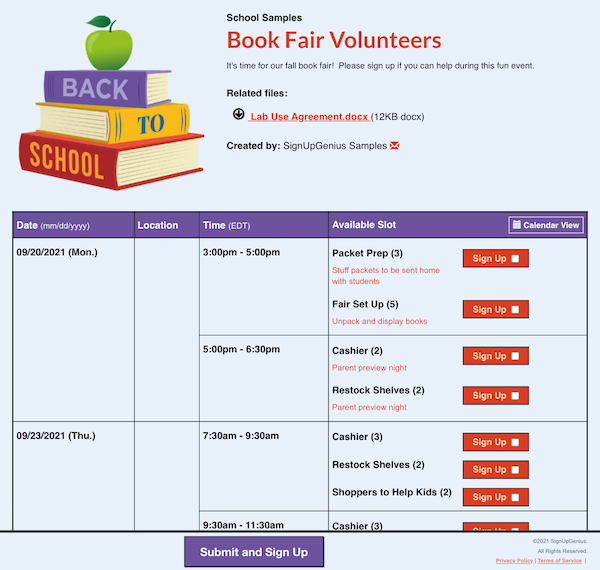 BACK
TO
SCHOOL
School Samples
Book Fair Volunteers
It's time for our fall book fair! Please sign up if you can help during this fun event.
Related files:
Lab Use Agreement.docx (12KB docx)
Created by: SignUpGenius Samples
Date (mm/dd/yyyy) Location Time (EDT) Available Slot Calendar View
09/20/2021 (Mon.) 3:00pm - 5:00pm Packet Prep (3) Sign Up
Stuff packets to be sent home
with students
Fair Set Up (5) Sign Up
Unpack and display books
5:00pm - 6:30pm Cashier (2) Sign Up
Parent preview night
Restock Shelves (2) Sign Up
Parent preview night
09/23/2021 (Thu.) 7:30am - 9:30am Cashier (3) Sign Up
Restock Shelves (2) Sign Up
Shoppers to Help Kids (2) Sign Up
9:30am - 11:30am Cashier (3)
Submit and Sign Up
©2021 SignUpGenius.
All Rights Reserved.
Privacy Policy | Terms of Service |